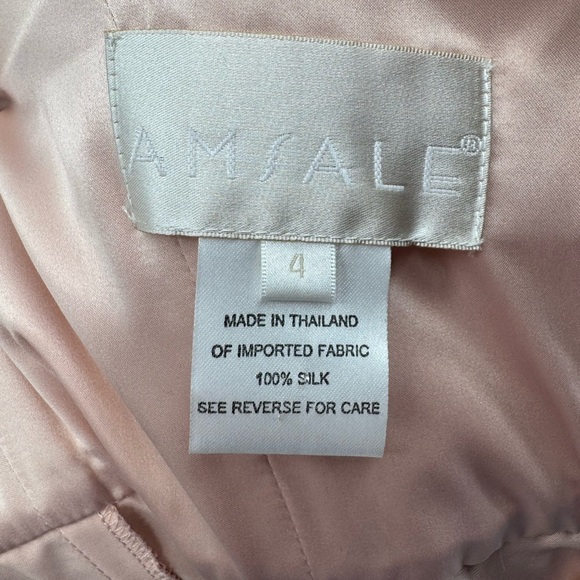 AMSALE®
4
MADE IN THAILAND
OF IMPORTED FABRIC
100% SILK
SEE REVERSE FOR CARE